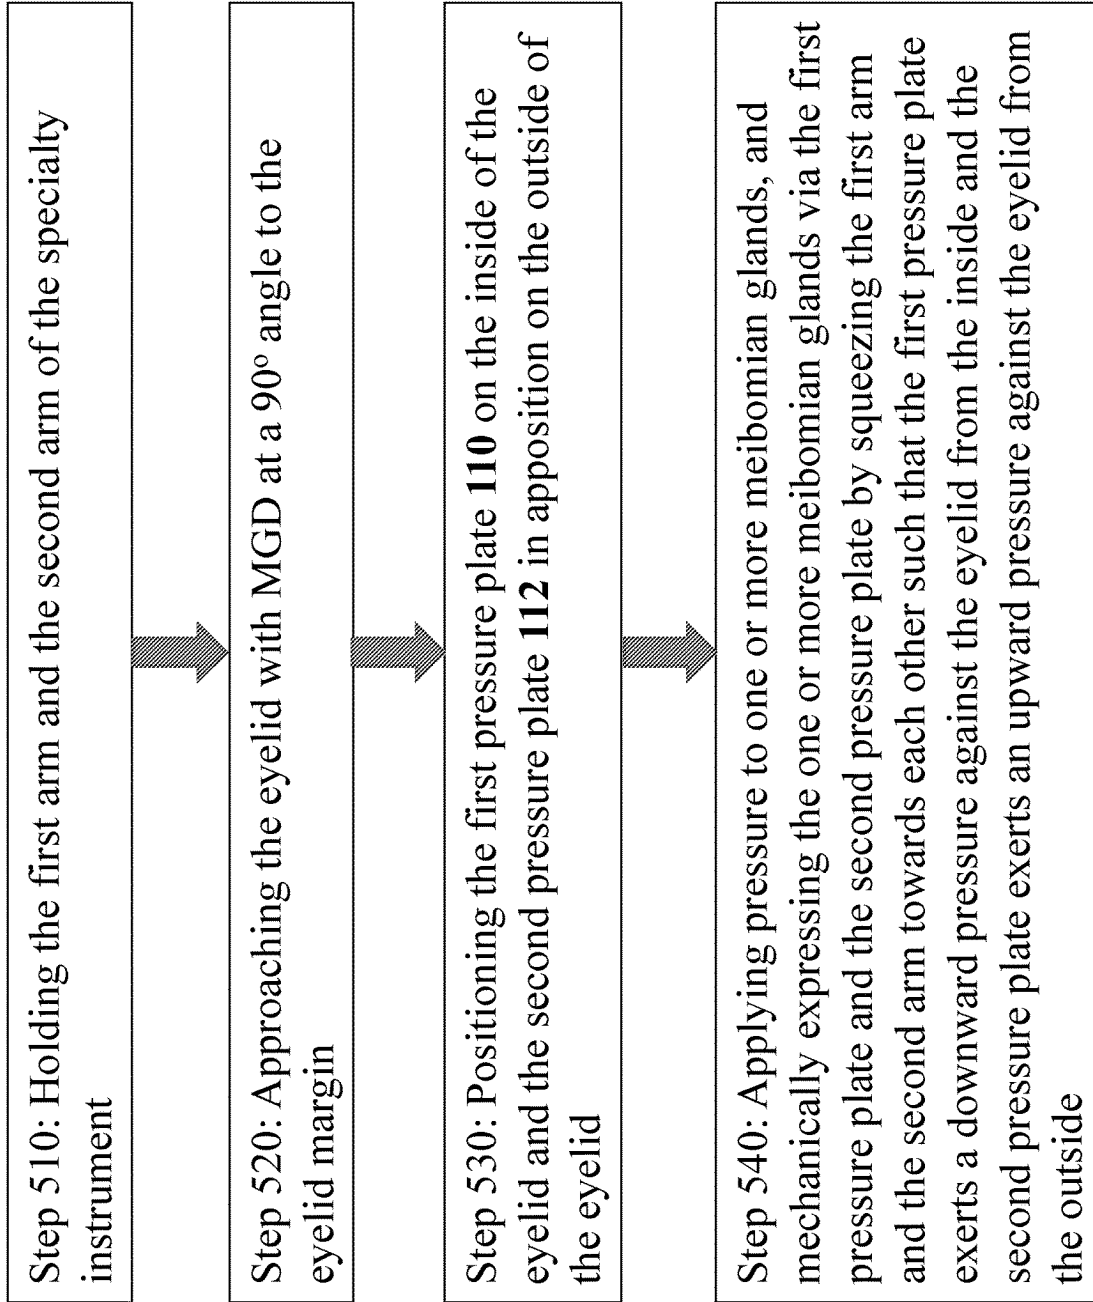 Step 510: Holding the first arm and the second arm of the specialty
instrument
Step 520: Approaching the eyelid with MGD at a 90º angle to the
eyelid margin
Step 530: Positioning the first pressure plate 110 on the inside of the
eyelid and the second pressure plate 112 in apposition on the outside of
the eyelid
Step 540: Applying pressure to one or more meibomian glands, and
mechanically expressing the one or more meibomian glands via the first
pressure plate and the second pressure plate by squeezing the first arm
and the second arm towards each other such that the first pressure plate
exerts a downward pressure against the eyelid from the inside and the
second pressure plate exerts an upward pressure against the eyelid from
the outside